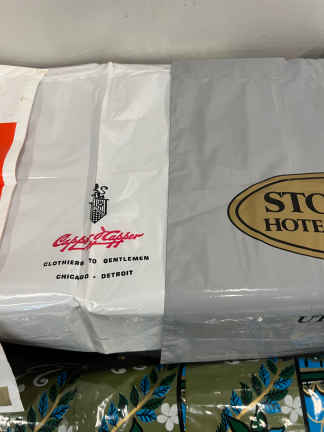 Capper & Capper
CLOTHIERS TO GENTLEMEN
CHICAGO - DETROIT
STO
HOTE